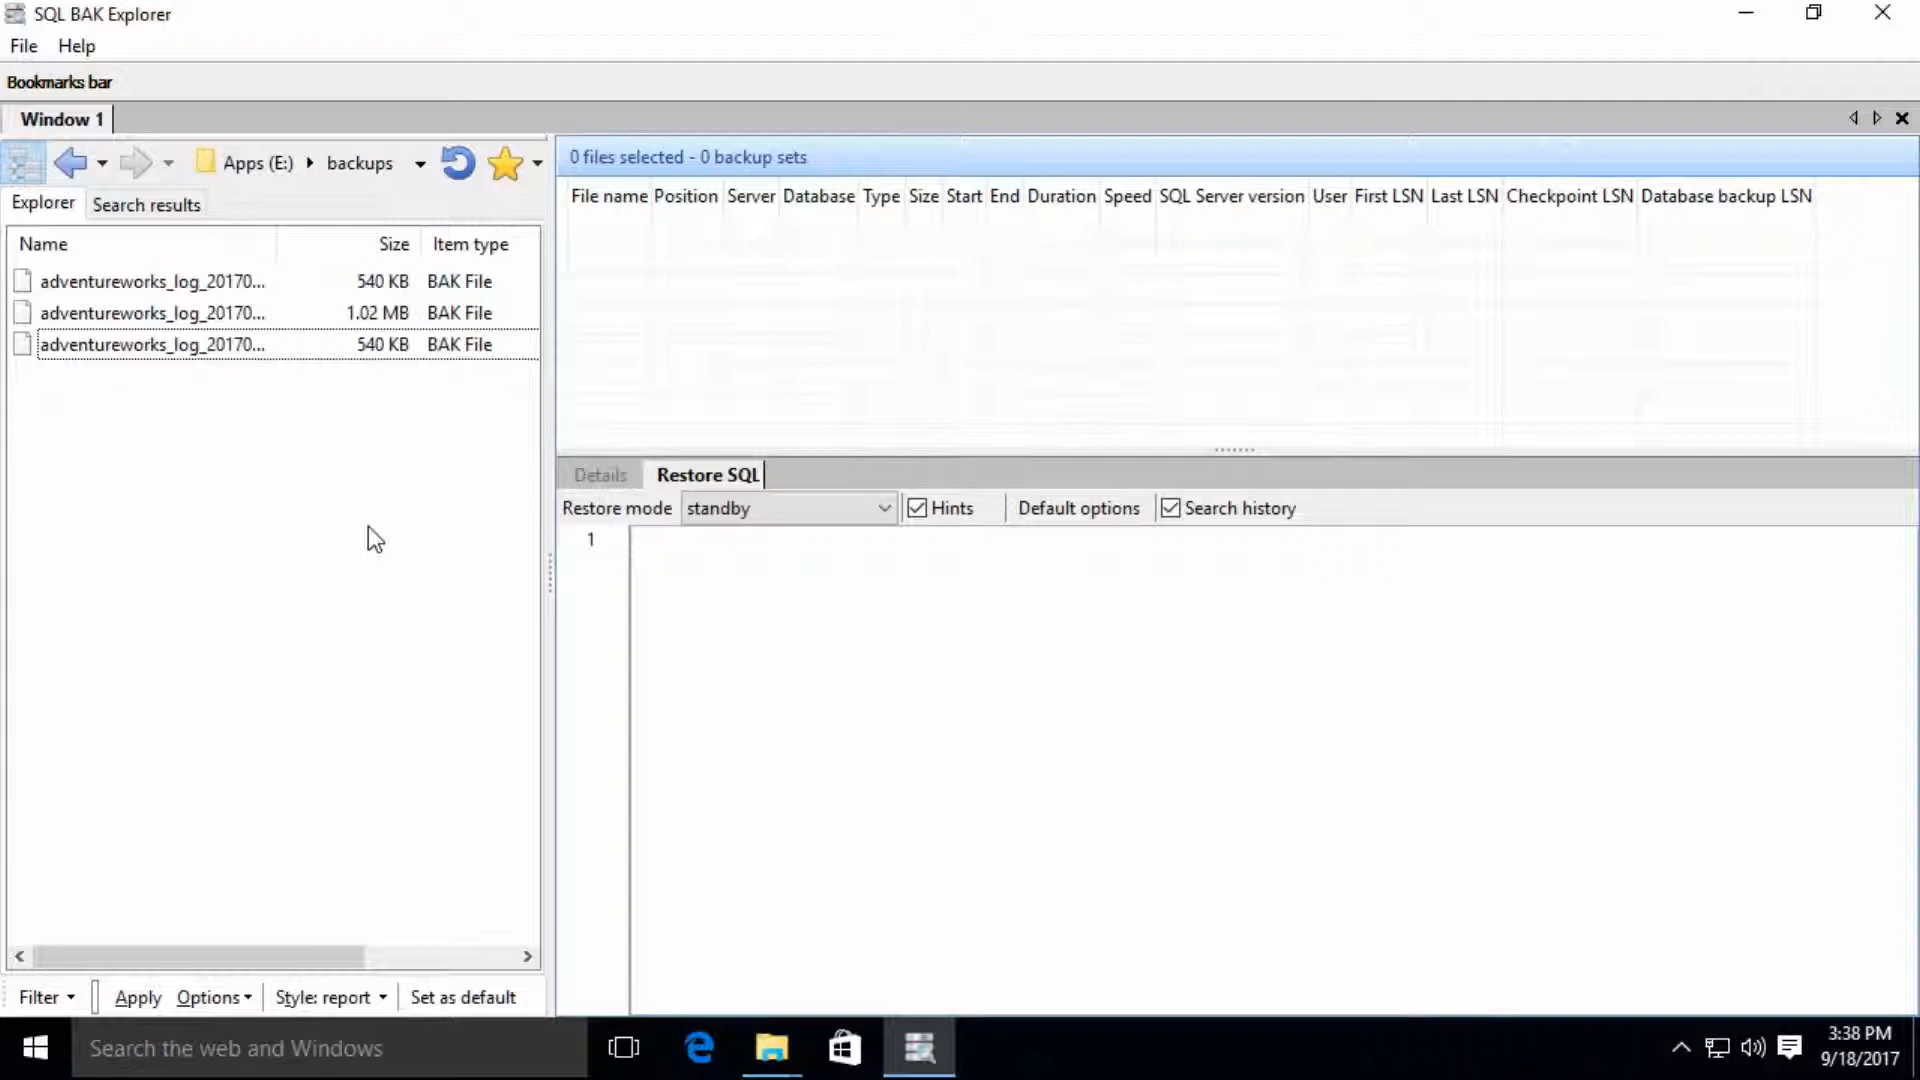 SQL BAK Explorer
File Help
Bookmarks bar
Window 1
Apps (E:) backups
Explorer Search results
Name Size Item type
adventureworks_log_20170... 540 KB BAK File
adventureworks_log_20170... 1.02 MB BAK File
adventureworks_log_20170... 540 KB BAK File
Filter Apply Options Style: report Set as default
0 files selected - 0 backup sets
File name Position Server Database Type Size Start End Duration Speed SQL Server version User First LSN Last LSN Checkpoint LSN Database backup LSN
Details Restore SQL
Restore mode standby Hints Default options Search history
1
Search the web and Windows
3:38 PM
9/18/2017